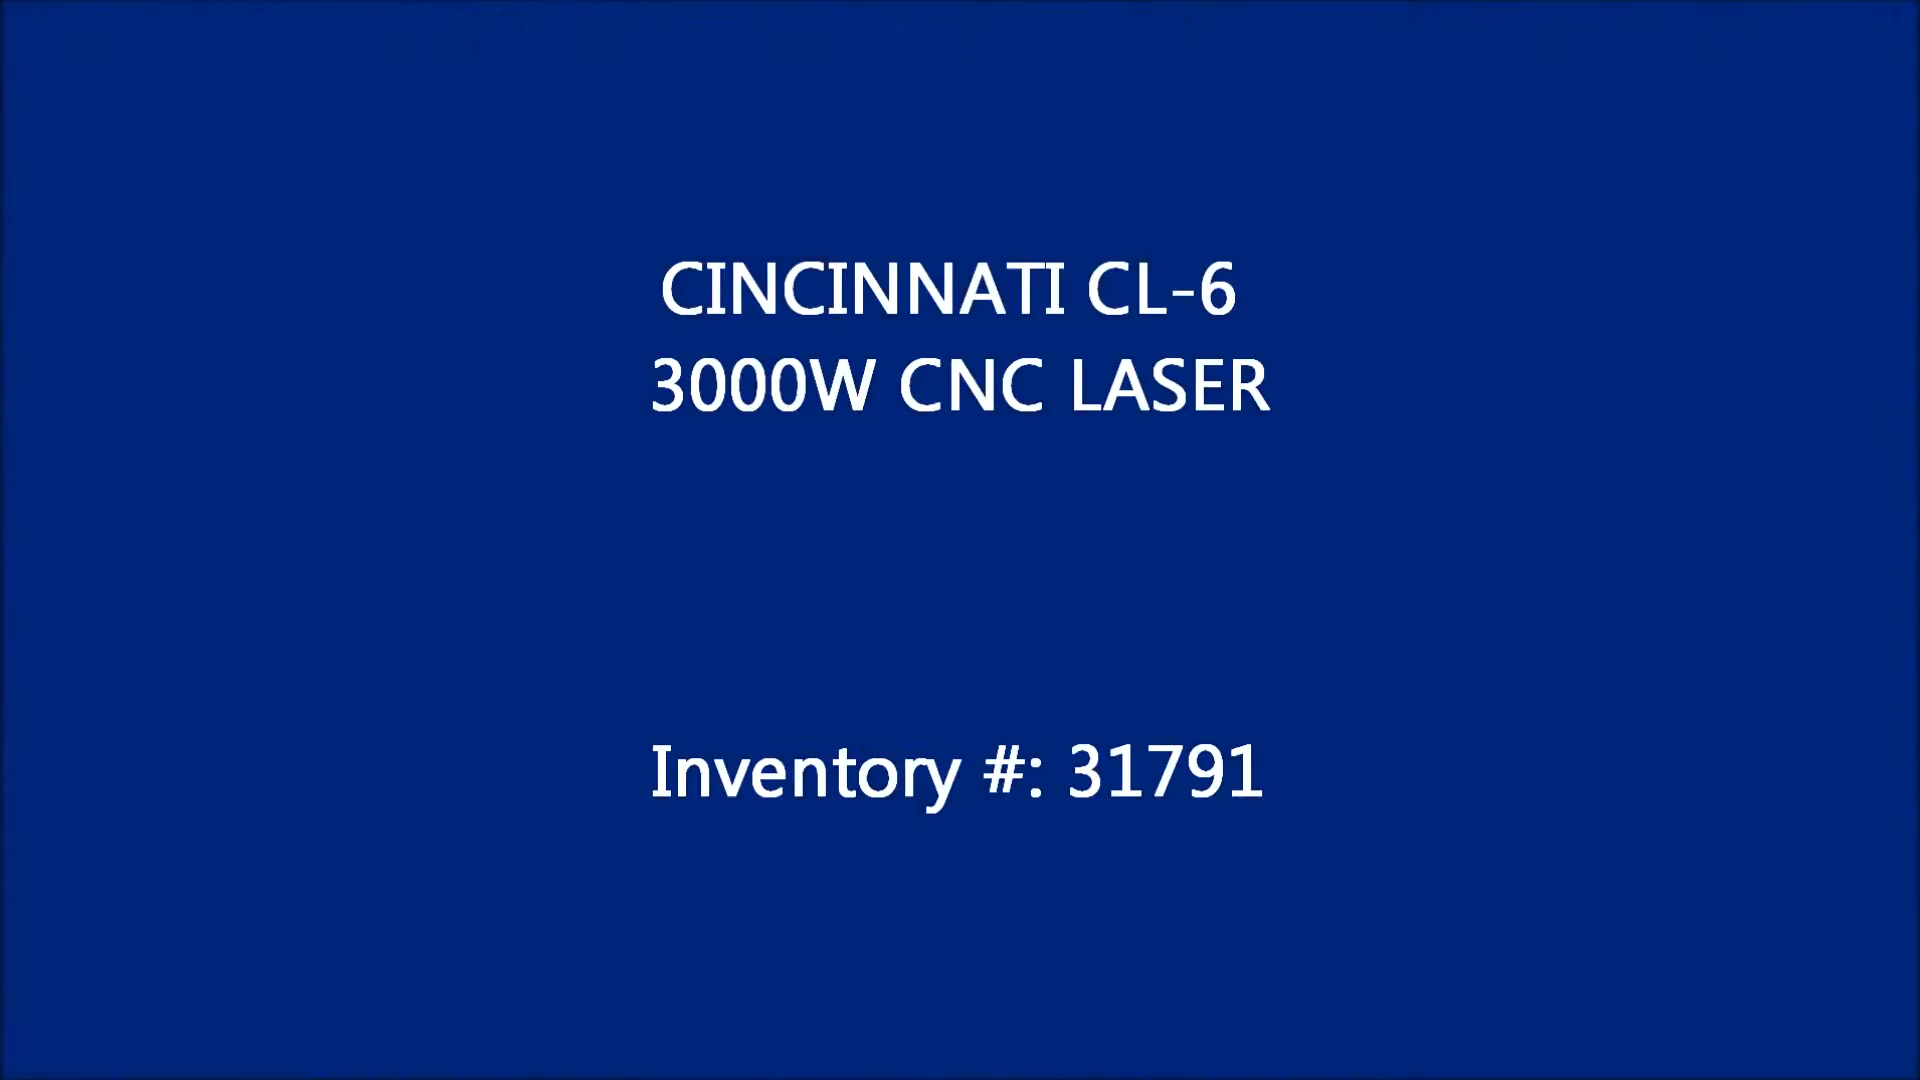 CINCINNATI CL-6
3000W CNC LASER
Inventory #: 31791